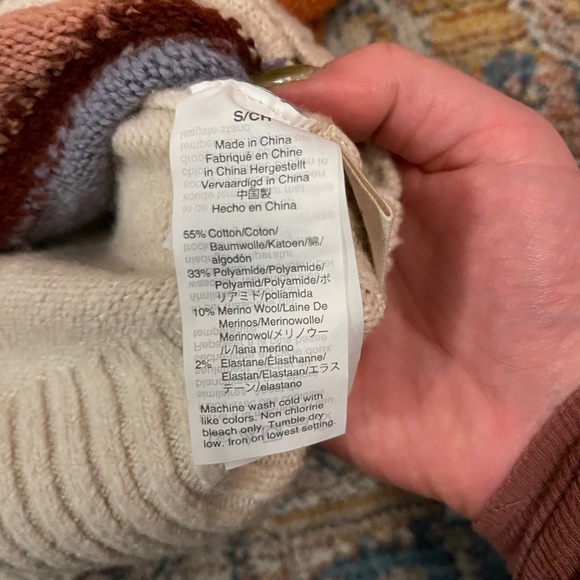 S/CH
Made in China
Fabriqué en Chine
in China Hergestellt
Vervaardigd in China
中国製
Hecho en China
55% Cotton/Coton/
Baumwolle/Katoen/綿/
algodón
33% Polyamide/Polyamide/
Polyamid/Polyamide/ポ
リアミド/poliamida
10% Merino Wool/Laine De
Merinos/Merinowolle/
Merinowol/メリノウー
ル/lana merino
2% Elastane/Élasthanne/
Elastan/Elastaan/エラス
テーン/elastano
Machine wash cold with
like colors. Non chlorine
bleach only. Tumble dry
low. Iron on lowest setting.